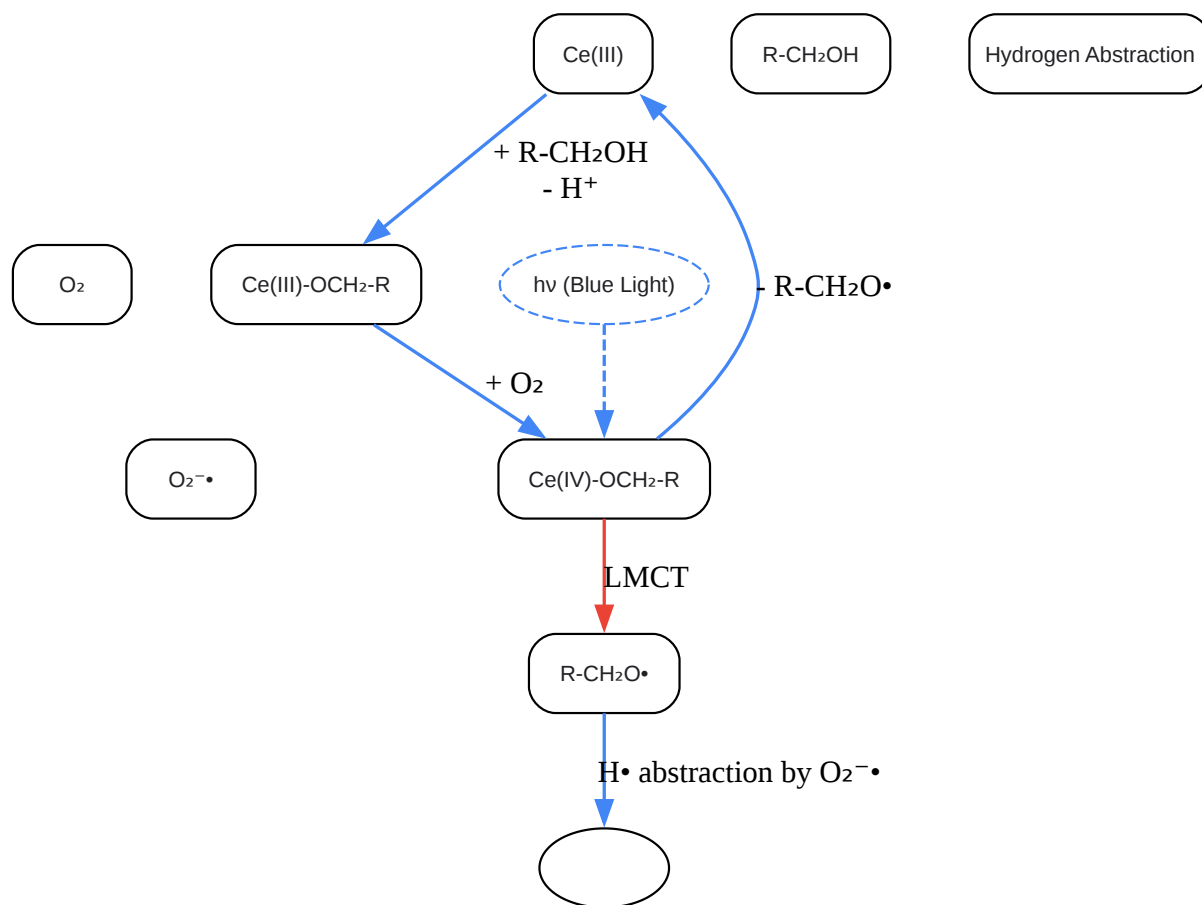 Ce(III)
R-CH₂OH
Hydrogen Abstraction
+ R-CH₂OH
- H⁺
O₂
Ce(III)-OCH₂-R
hν (Blue Light)
- R-CH₂O•
+ O₂
O₂⁻•
Ce(IV)-OCH₂-R
LMCT
R-CH₂O•
H• abstraction by O₂⁻•